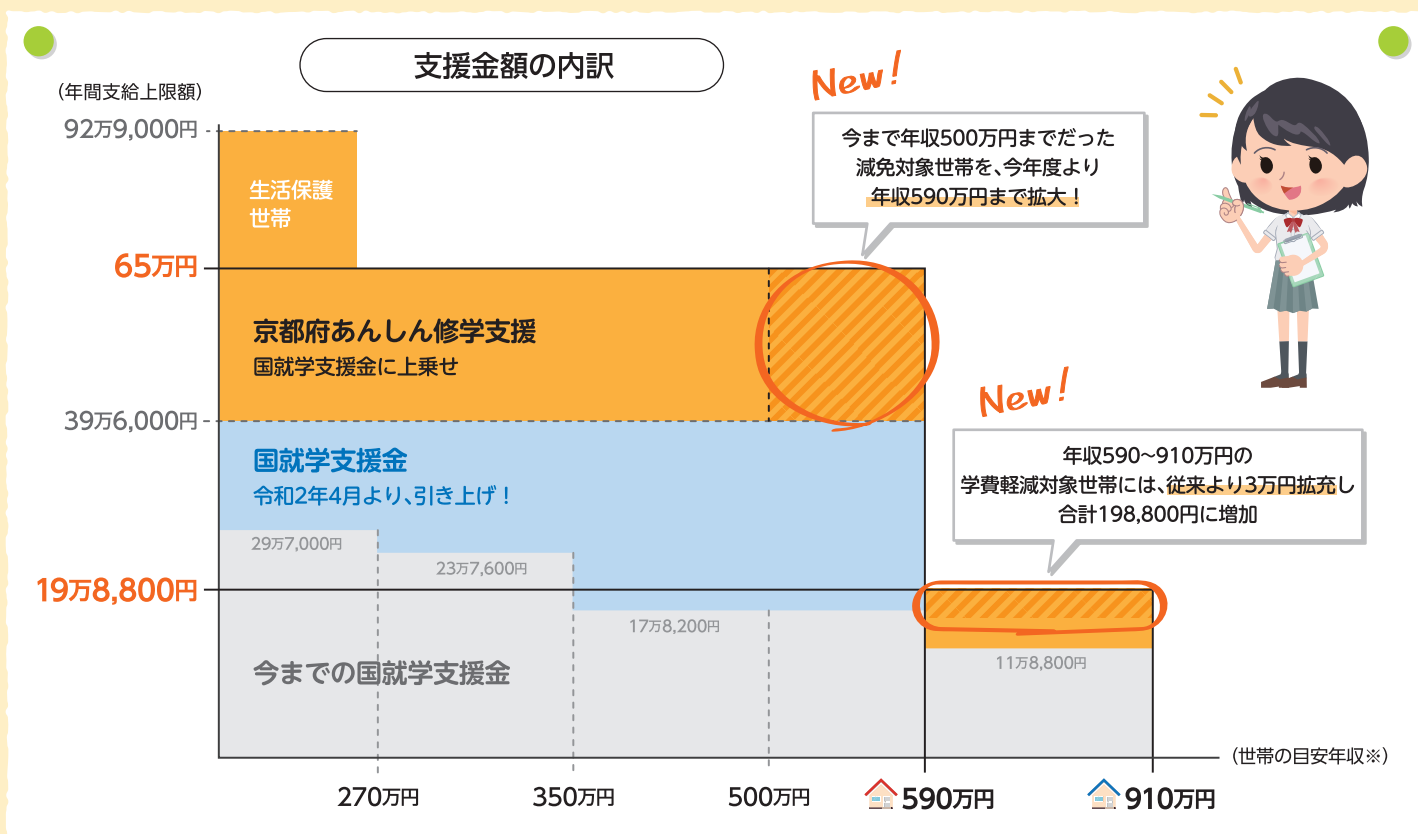 支援金額の内訳
（年間支給上限額）
92万9,000円
生活保護
世帯
65万円
京都府あんしん修学支援
国就学支援金に上乗せ
39万6,000円
国就学支援金
令和2年4月より、引き上げ！
29万7,000円
23万7,600円
19万8,800円
17万8,200円
今までの国就学支援金
11万8,800円
New!
今まで年収500万円までだった
減免対象世帯を、今年度より
年収590万円まで拡大！
New!
年収590〜910万円の
学費軽減対象世帯には、従来より3万円拡充し
合計198,800円に増加
（世帯の目安年収※）
270万円
350万円
500万円
590万円
910万円